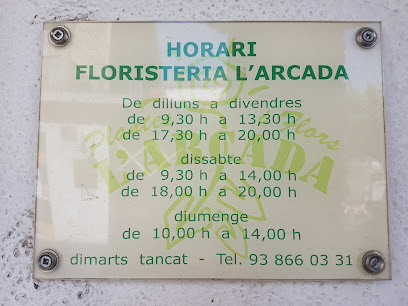 HORARI
FLORISTERIA L'ARCADA
De dilluns a divendres
de 9,30 h a 13,30 h
de 17,30 h a 20,00 h
dissabte
de 9,30 h a 14,00 h
de 18,00 h a 20,00 h
diumenge
de 10,00 h a 14,00 h
dimarts tancat - Tel. 93 866 03 31
L'ARCADA